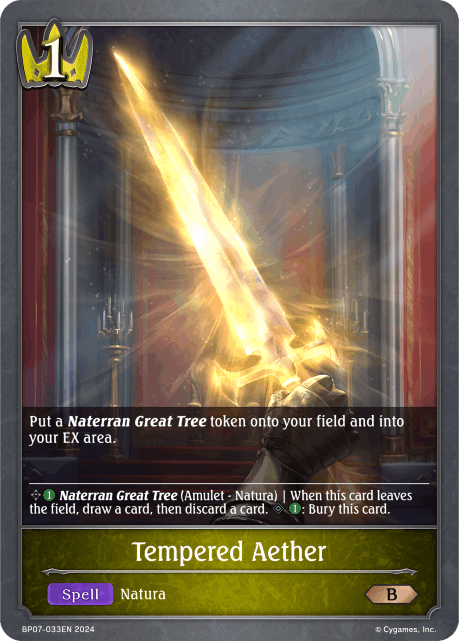 1
Put a Naterran Great Tree token onto your field and into
your EX area.
1 Naterran Great Tree (Amulet - Natura) | When this card leaves
the field, draw a card, then discard a card. 1: Bury this card.
Tempered Aether
Spell Natura B
BP07-033EN 2024 © Cygames, Inc.